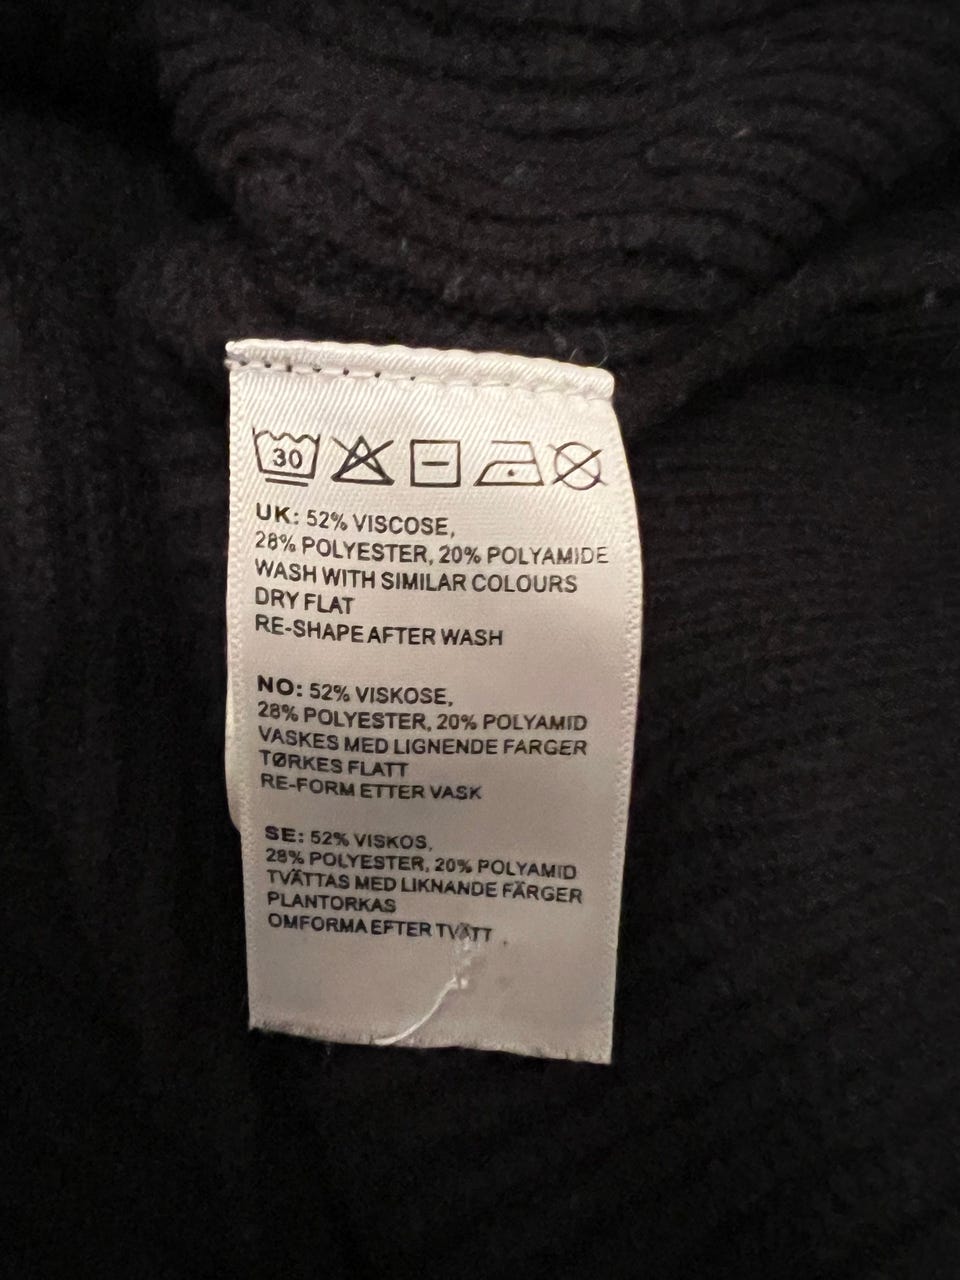 30
UK: 52% VISCOSE,
28% POLYESTER, 20% POLYAMIDE
WASH WITH SIMILAR COLOURS
DRY FLAT
RE-SHAPE AFTER WASH
NO: 52% VISKOSE,
28% POLYESTER, 20% POLYAMID
VASKES MED LIGNENDE FARGER
TØRKES FLATT
RE-FORM ETTER VASK
SE: 52% VISKOS,
28% POLYESTER, 20% POLYAMID
TVÄTTAS MED LIKNANDE FÄRGER
PLANTORKAS
OMFORMA EFTER TVÄTT